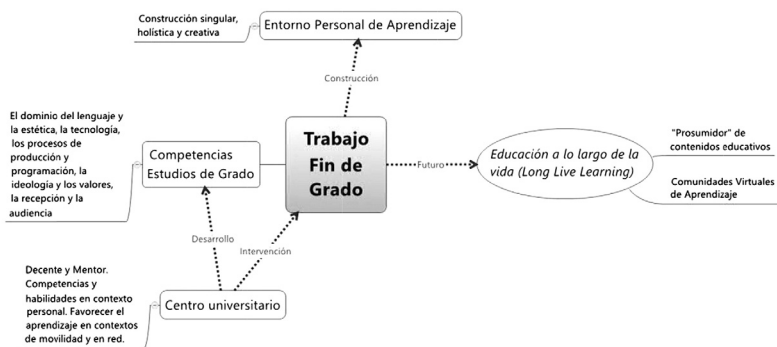 Construcción singular,
holística y creativa
Entorno Personal de Aprendizaje
Construcción
El dominio del lenguaje y
la estética, la tecnología,
los procesos de
producción y
programación, la
ideología y los valores,
la recepción y la
audiencia
Competencias
Estudios de Grado
Trabajo
Fin de
Grado
Futuro
Educación a lo largo de la
vida (Long Live Learning)
"Prosumidor" de
contenidos educativos
Comunidades Virtuales
de Aprendizaje
Desarrollo
Intervención
Decente y Mentor.
Competencias y
habilidades en contexto
personal. Favorecer el
aprendizaje en contextos
de movilidad y en red.
Centro universitario